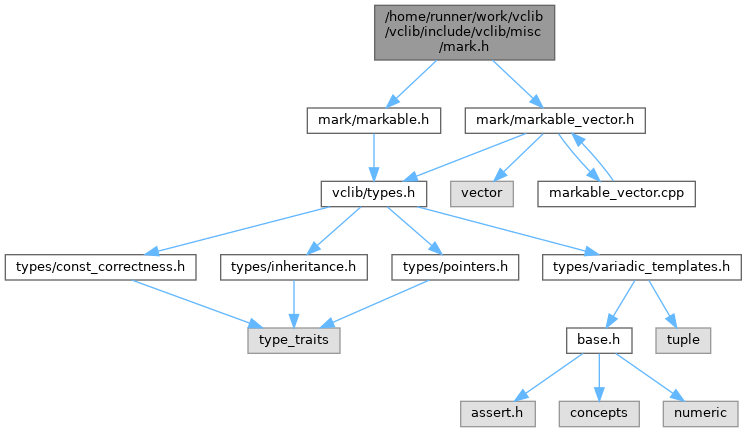 /home/runner/work/vclib
/vclib/include/vclib/misc
/mark.h
mark/markable.h
mark/markable_vector.h
vclib/types.h
vector
markable_vector.cpp
types/const_correctness.h
types/inheritance.h
types/pointers.h
types/variadic_templates.h
type_traits
base.h
tuple
assert.h
concepts
numeric